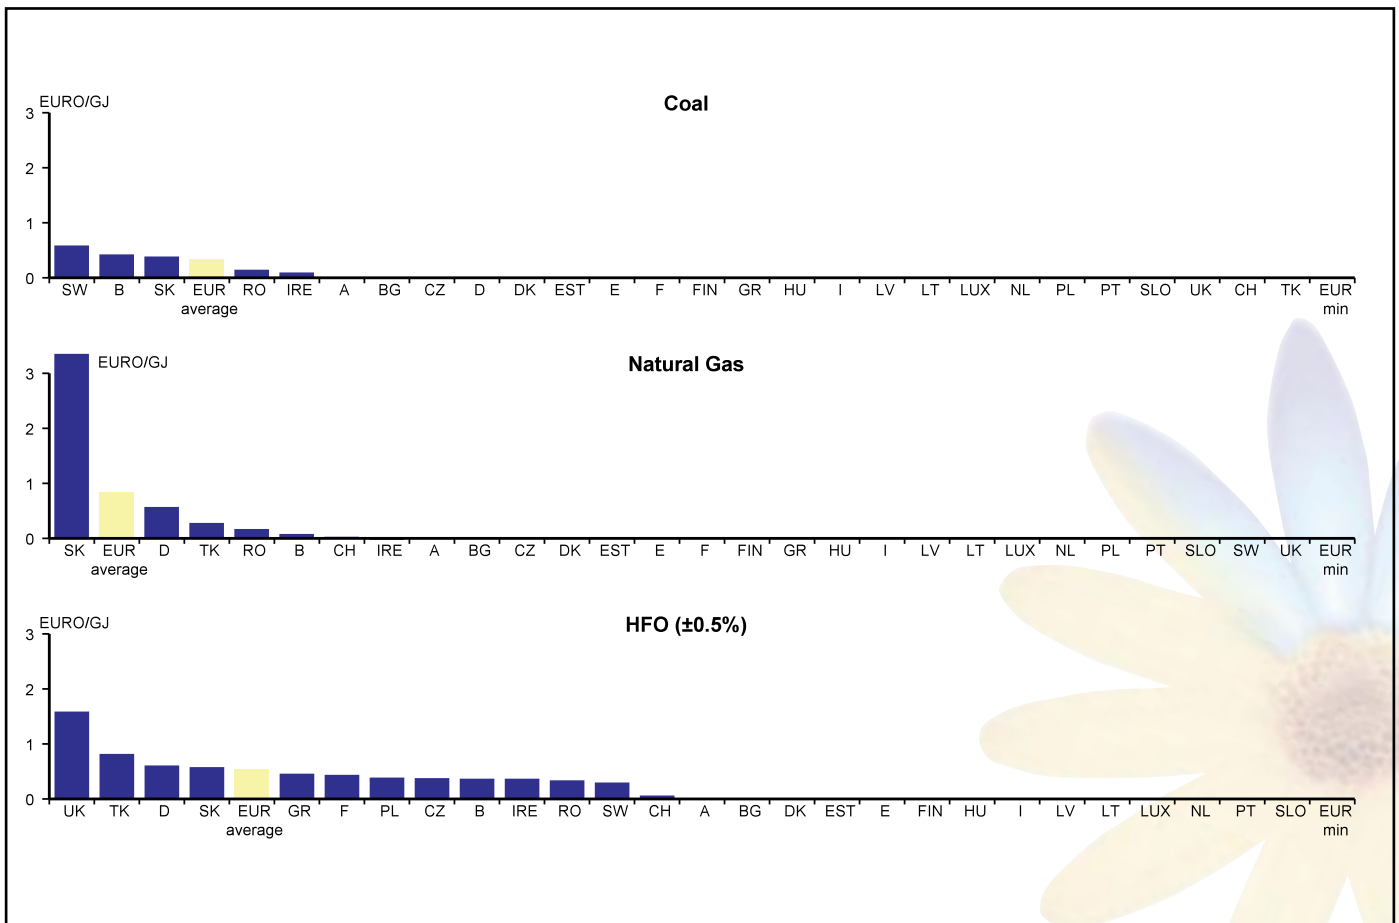 EURO/GJ
Coal
3
2
1
0
SW B SK EUR RO IRE A BG CZ D DK EST E F FIN GR HU I LV LT LUX NL PL PT SLO UK CH TK EUR
average min
EURO/GJ
Natural Gas
3
2
1
0
SK EUR D TK RO B CH IRE A BG CZ DK EST E F FIN GR HU I LV LT LUX NL PL PT SLO SW UK EUR
average min
EURO/GJ
HFO (±0.5%)
3
2
1
0
UK TK D SK EUR GR F PL CZ B IRE RO SW CH A BG DK EST E FIN HU I LV LT LUX NL PT SLO EUR
average min